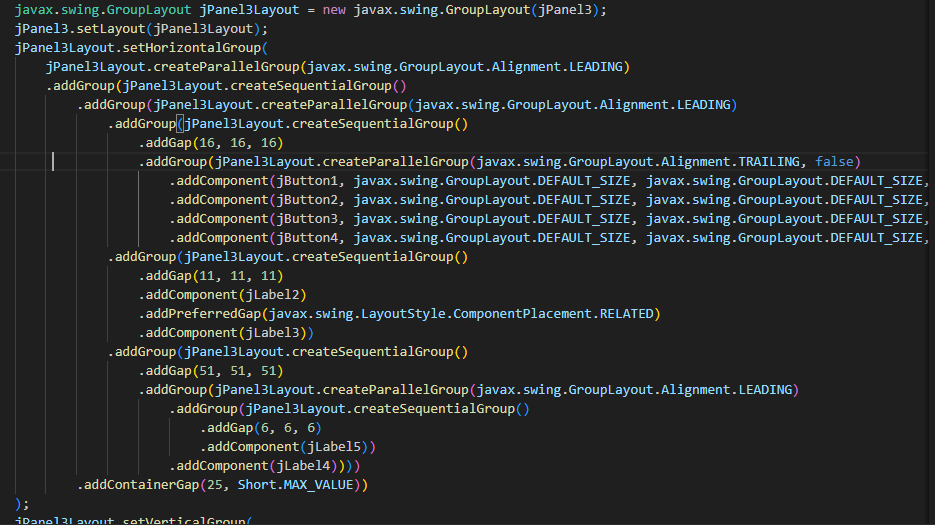 javax.swing.GroupLayout jPanel3Layout = new javax.swing.GroupLayout(jPanel3);
jPanel3.setLayout(jPanel3Layout);
jPanel3Layout.setHorizontalGroup(
    jPanel3Layout.createParallelGroup(javax.swing.GroupLayout.Alignment.LEADING)
    .addGroup(jPanel3Layout.createSequentialGroup()
        .addGroup(jPanel3Layout.createParallelGroup(javax.swing.GroupLayout.Alignment.LEADING)
            .addGroup(jPanel3Layout.createSequentialGroup()
                .addGap(16, 16, 16)
                .addGroup(jPanel3Layout.createParallelGroup(javax.swing.GroupLayout.Alignment.TRAILING, false)
                    .addComponent(jButton1, javax.swing.GroupLayout.DEFAULT_SIZE, javax.swing.GroupLayout.DEFAULT_SIZE,
                    .addComponent(jButton2, javax.swing.GroupLayout.DEFAULT_SIZE, javax.swing.GroupLayout.DEFAULT_SIZE,
                    .addComponent(jButton3, javax.swing.GroupLayout.DEFAULT_SIZE, javax.swing.GroupLayout.DEFAULT_SIZE,
                    .addComponent(jButton4, javax.swing.GroupLayout.DEFAULT_SIZE, javax.swing.GroupLayout.DEFAULT_SIZE,
            .addGroup(jPanel3Layout.createSequentialGroup()
                .addGap(11, 11, 11)
                .addComponent(jLabel2)
                .addPreferredGap(javax.swing.LayoutStyle.ComponentPlacement.RELATED)
                .addComponent(jLabel3))
            .addGroup(jPanel3Layout.createSequentialGroup()
                .addGap(51, 51, 51)
                .addGroup(jPanel3Layout.createParallelGroup(javax.swing.GroupLayout.Alignment.LEADING)
                    .addGroup(jPanel3Layout.createSequentialGroup()
                        .addGap(6, 6, 6)
                        .addComponent(jLabel5))
                    .addComponent(jLabel4))))
        .addContainerGap(25, Short.MAX_VALUE))
);
jPanel3Layout.setVerticalGroup(